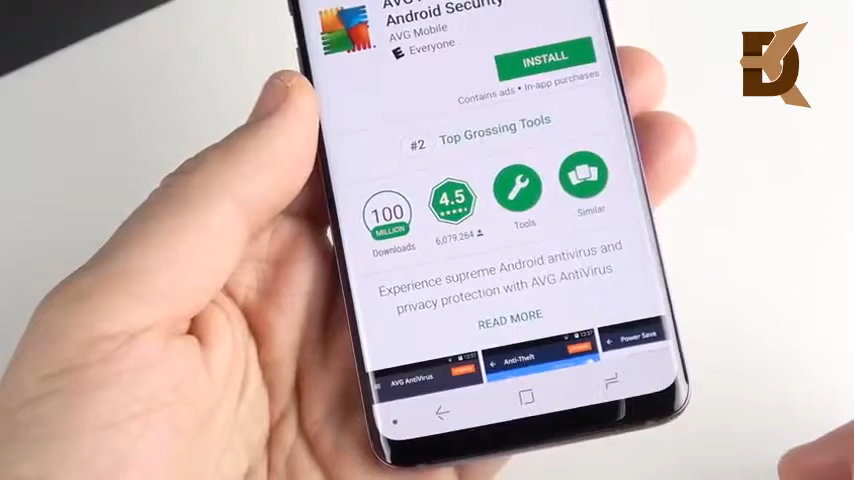 Android Security
AVG Mobile
E Everyone
INSTALL
Contains ads • In-app purchases
#2 Top Grossing Tools
100
MILLION
Downloads
4.5
6,079,264
Tools
Similar
Experience supreme Android antivirus and
privacy protection with AVG AntiVirus
READ MORE
AVG AntiVirus
Anti-Theft
Power Save
12:57